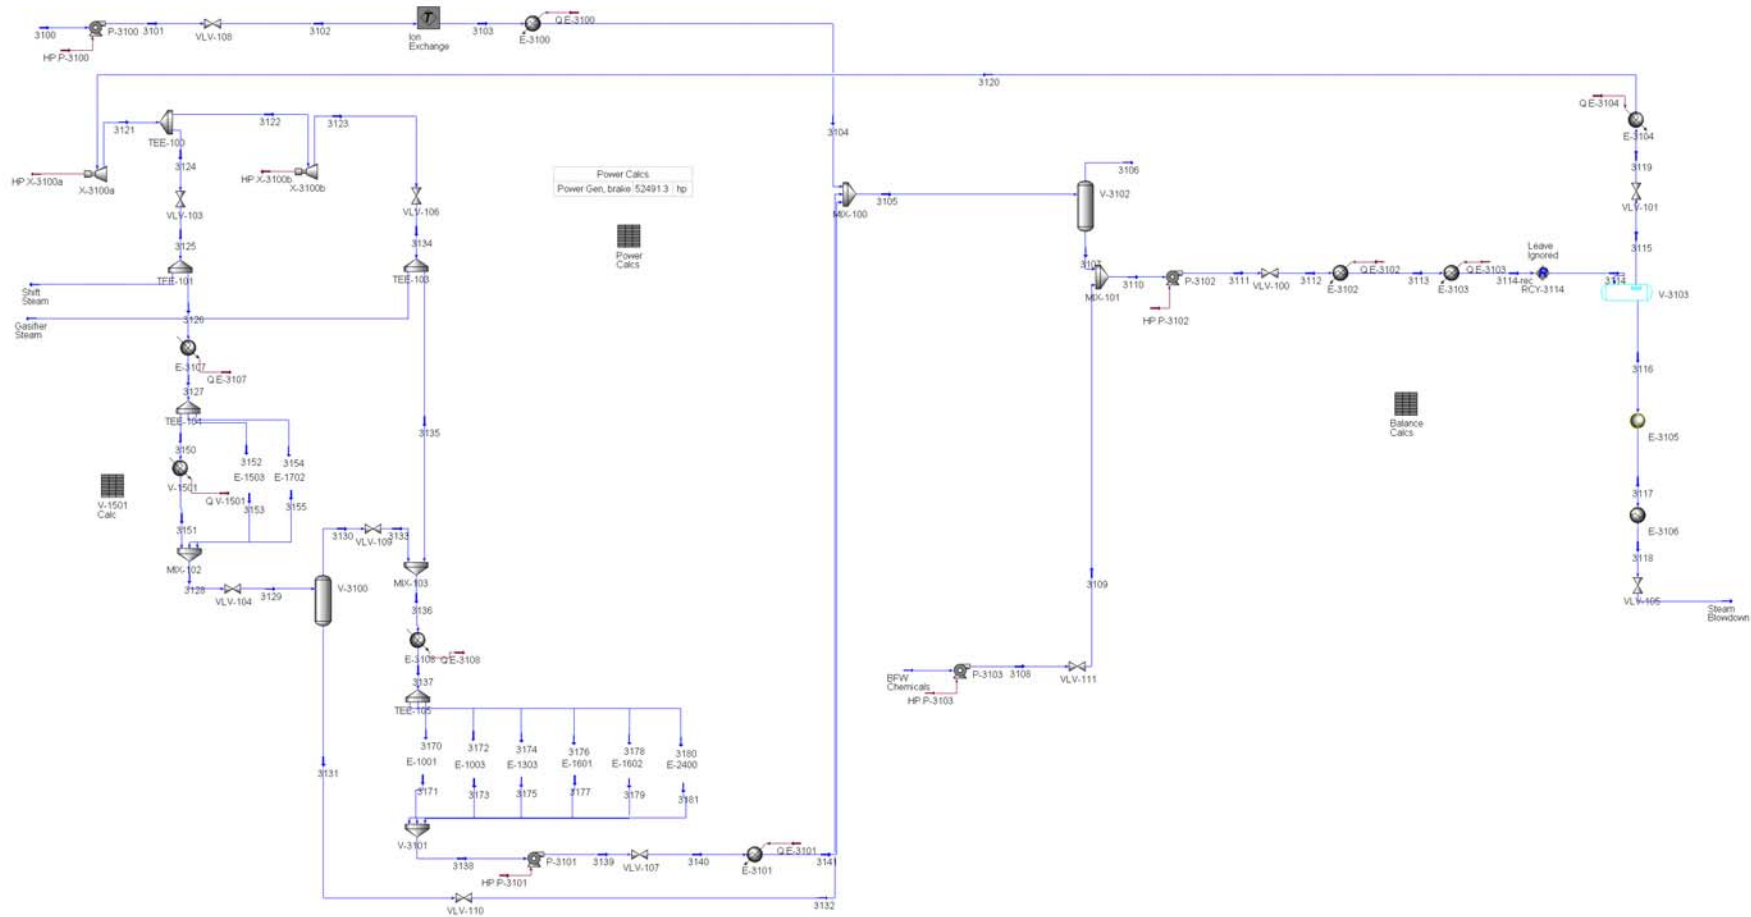 3100
HP P-3100
P-3100
3101
VLV-108
3102
Ion
Exchange
3103
Q E-3100
E-3100
3120
3104
3121
TEE-100
3122
3123
3124
HP X-3100a
X-3100a
HP X-3100b
X-3100b
VLV-103
VLV-106
3125
3134
TEE-101
TEE-103
Shift
Steam
Gasifier
Steam
3126
Power Calcs
Power Gen, brake 52491.3 hp
Power
Calcs
MIX-100
3105
3106
V-3102
3107
MIX-101
3110
P-3102
HP P-3102
3111
VLV-100
3112
Q E-3102
E-3102
3113
Q E-3103
E-3103
3114-rec
Leave
Ignored
RCY-3114
3114
V-3103
3115
VLV-101
3119
Q E-3104
E-3104
3116
E-3105
3117
E-3106
3118
VLV-105
Steam
Blowdown
Balance
Calcs
E-3107
Q E-3107
3127
TEE-104
3150
3152
3154
E-1503
E-1702
V-1501
Q V-1501
3153
3155
V-1501
Calc
3151
MIX-102
3128
VLV-104
3129
V-3100
3130
VLV-109
3133
3135
MIX-103
3136
E-3108
Q E-3108
3137
TEE-105
3170
3172
3174
3176
3178
3180
E-1001
E-1003
E-1303
E-1601
E-1602
E-2400
3171
3173
3175
3177
3179
3181
3131
V-3101
3138
P-3101
HP P-3101
3139
VLV-107
3140
Q E-3101
E-3101
3141
VLV-110
3132
BFW
Chemicals
P-3103
HP P-3103
3108
VLV-111
3109